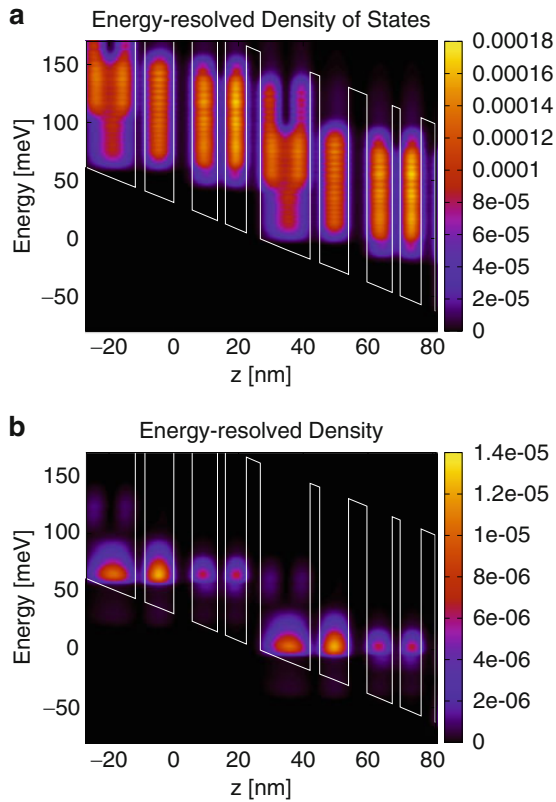 a
Energy-resolved Density of States
Energy [meV]
150
100
50
0
−50
−20
0
20
40
60
80
z [nm]
0.00018
0.00016
0.00014
0.00012
0.0001
8e-05
6e-05
4e-05
2e-05
0
b
Energy-resolved Density
Energy [meV]
150
100
50
0
−50
−20
0
20
40
60
80
z [nm]
1.4e-05
1.2e-05
1e-05
8e-06
6e-06
4e-06
2e-06
0